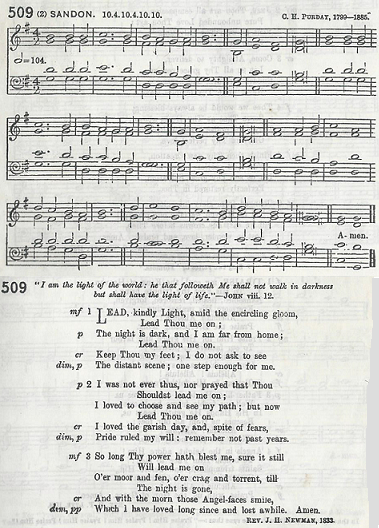 509 (2) SANDON. 10.4.10.4.10.10. C. H. PURDAY, 1799—1885.
=104.
A- men.
509 "I am the light of the world: he that followeth Me shall not walk in darkness
but shall have the light of life."—JOHN viii. 12.
mf 1 LEAD, kindly Light, amid the encircling gloom,
Lead Thou me on;
p The night is dark, and I am far from home;
Lead Thou me on.
cr Keep Thou my feet; I do not ask to see
dim, p The distant scene; one step enough for me.
p 2 I was not ever thus, nor prayed that Thou
Shouldst lead me on;
I loved to choose and see my path; but now
Lead Thou me on.
cr I loved the garish day, and, spite of fears,
dim, p Pride ruled my will: remember not past years.
mf 3 So long Thy power hath blest me, sure it still
Will lead me on
O'er moor and fen, o'er crag and torrent, till
The night is gone,
cr And with the morn those Angel-faces smile,
dim, pp Which I have loved long since and lost awhile. Amen.
REV. J. H. NEWMAN, 1833.